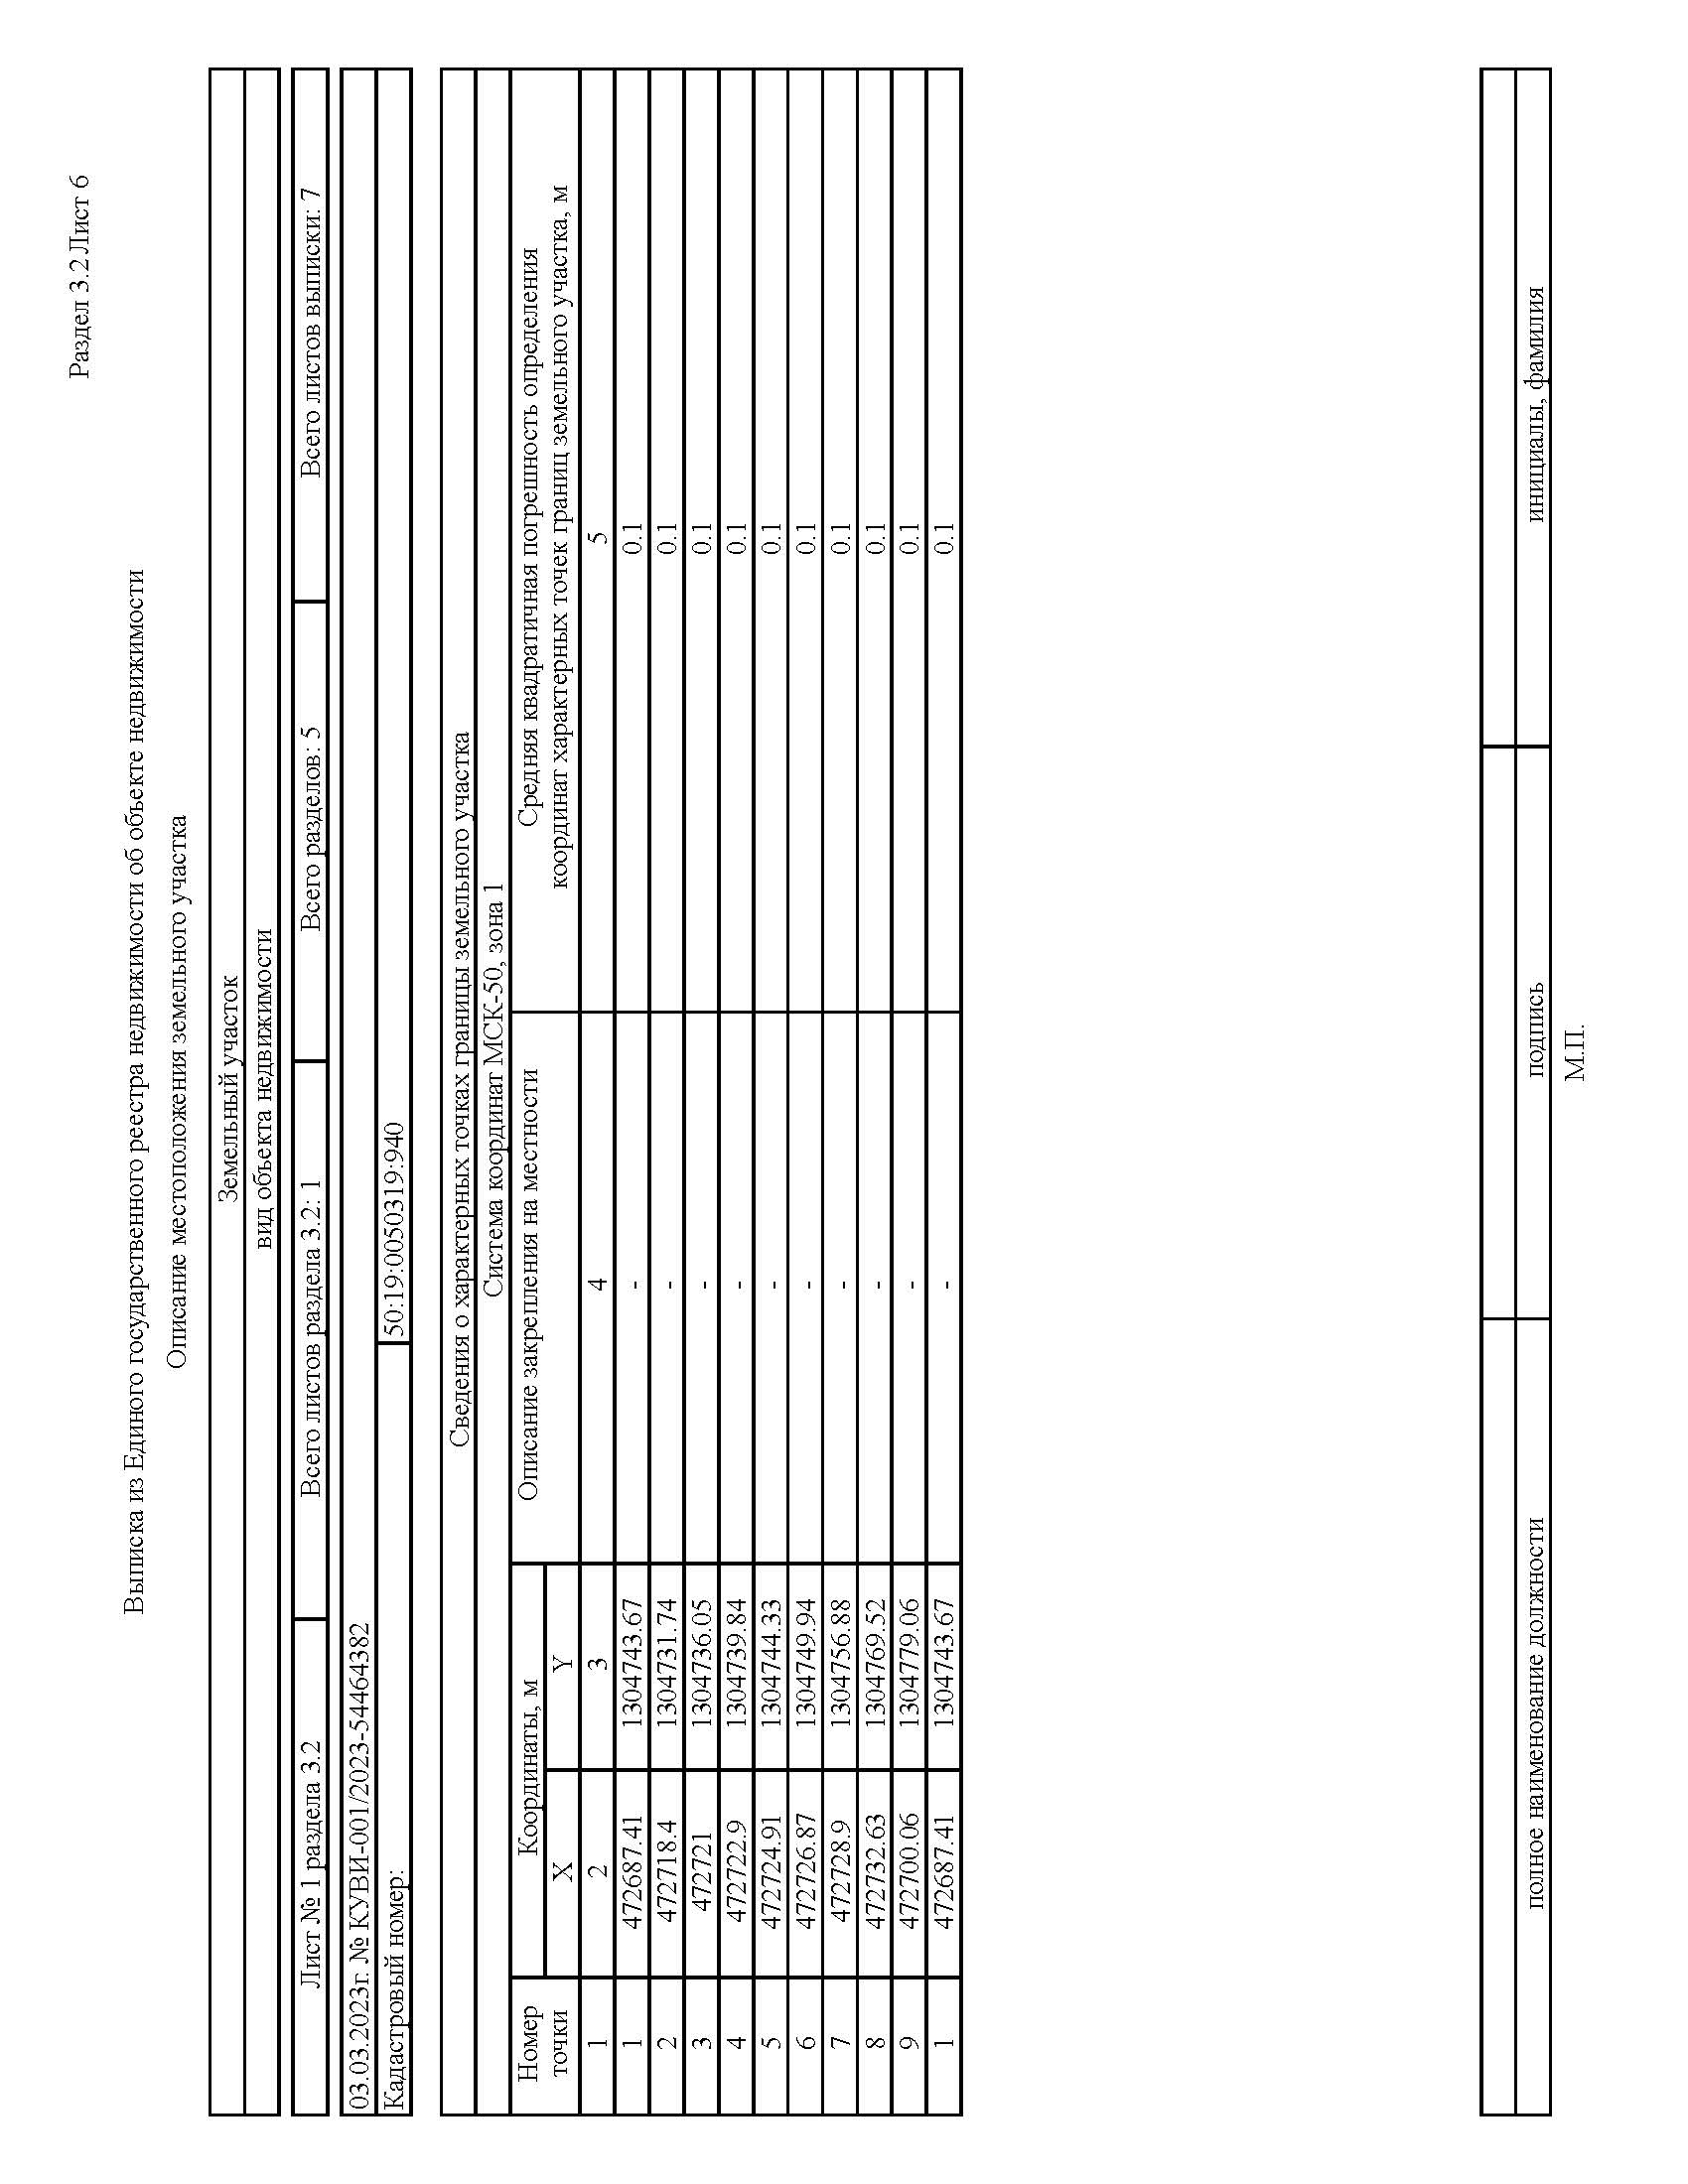 Раздел 3.2 Лист 6
Выписка из Единого государственного реестра недвижимости об объекте недвижимости
Описание местоположения земельного участка
Земельный участок
вид объекта недвижимости
Лист № 1 раздела 3.2 Всего листов раздела 3.2: 1 Всего разделов: 5 Всего листов выписки: 7
03.03.2023г. № КУВИ-001/2023-54464382
Кадастровый номер: 50:19:0050319:940
Сведения о характерных точках границы земельного участка
Система координат МСК-50, зона 1
Номер точки
Координаты, м
X Y
Описание закрепления на местности
Средняя квадратичная погрешность определения
координат характерных точек границ земельного участка, м
1 2 3 4 5
1 472687.41 1304743.67 - 0.1
2 472718.4 1304731.74 - 0.1
3 472721 1304736.05 - 0.1
4 472722.9 1304739.84 - 0.1
5 472724.91 1304744.33 - 0.1
6 472726.87 1304749.94 - 0.1
7 472728.9 1304756.88 - 0.1
8 472732.63 1304769.52 - 0.1
9 472700.06 1304779.06 - 0.1
1 472687.41 1304743.67 - 0.1
полное наименование должности подпись инициалы, фамилия
М.П.